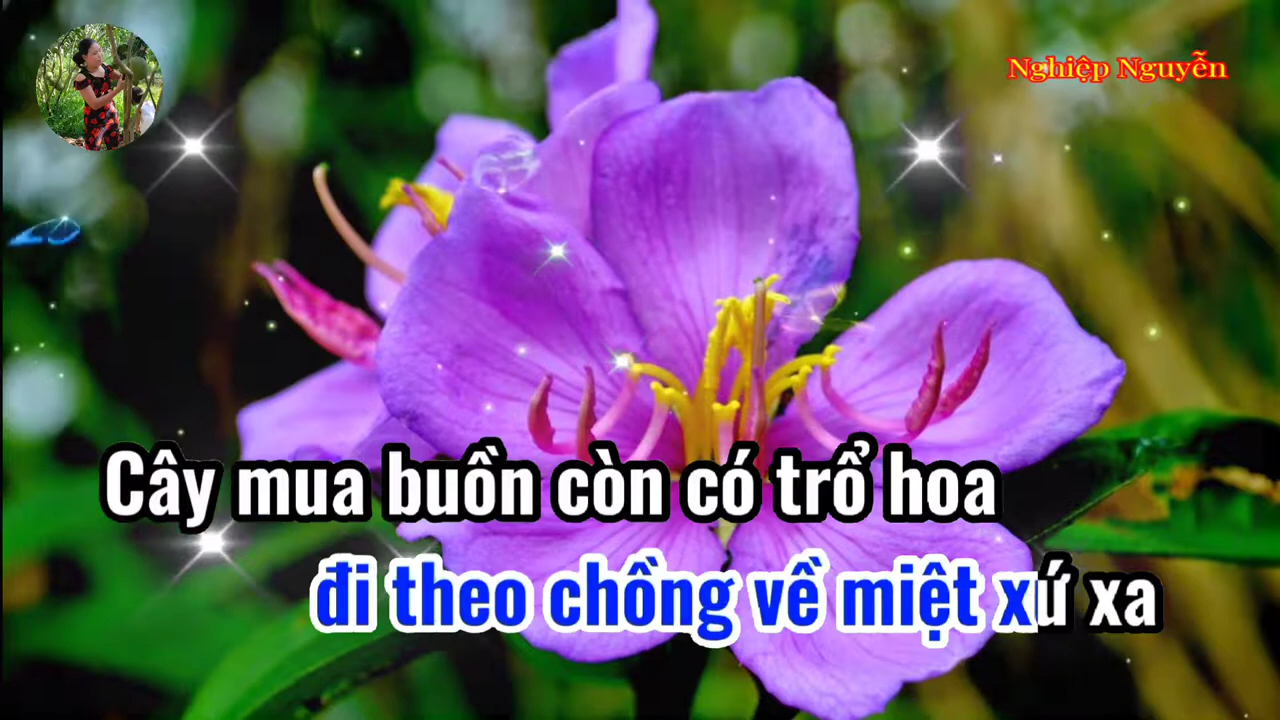 Nghiệp Nguyễn
Cây mua buồn còn có trổ hoa
đi theo chồng về miệt xứ xa